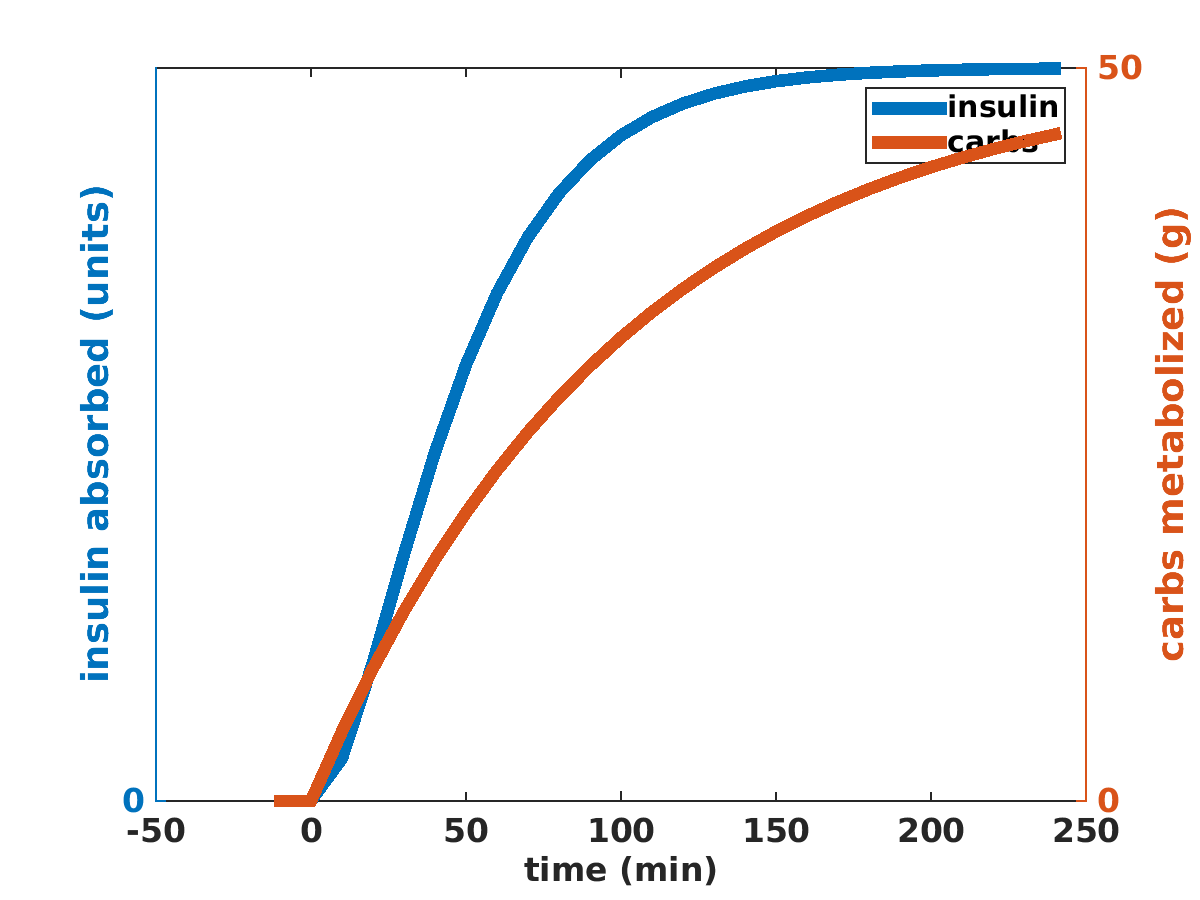 50
insulin
carbs
insulin absorbed (units)
carbs metabolized (g)
0
0
-50 0 50 100 150 200 250
time (min)